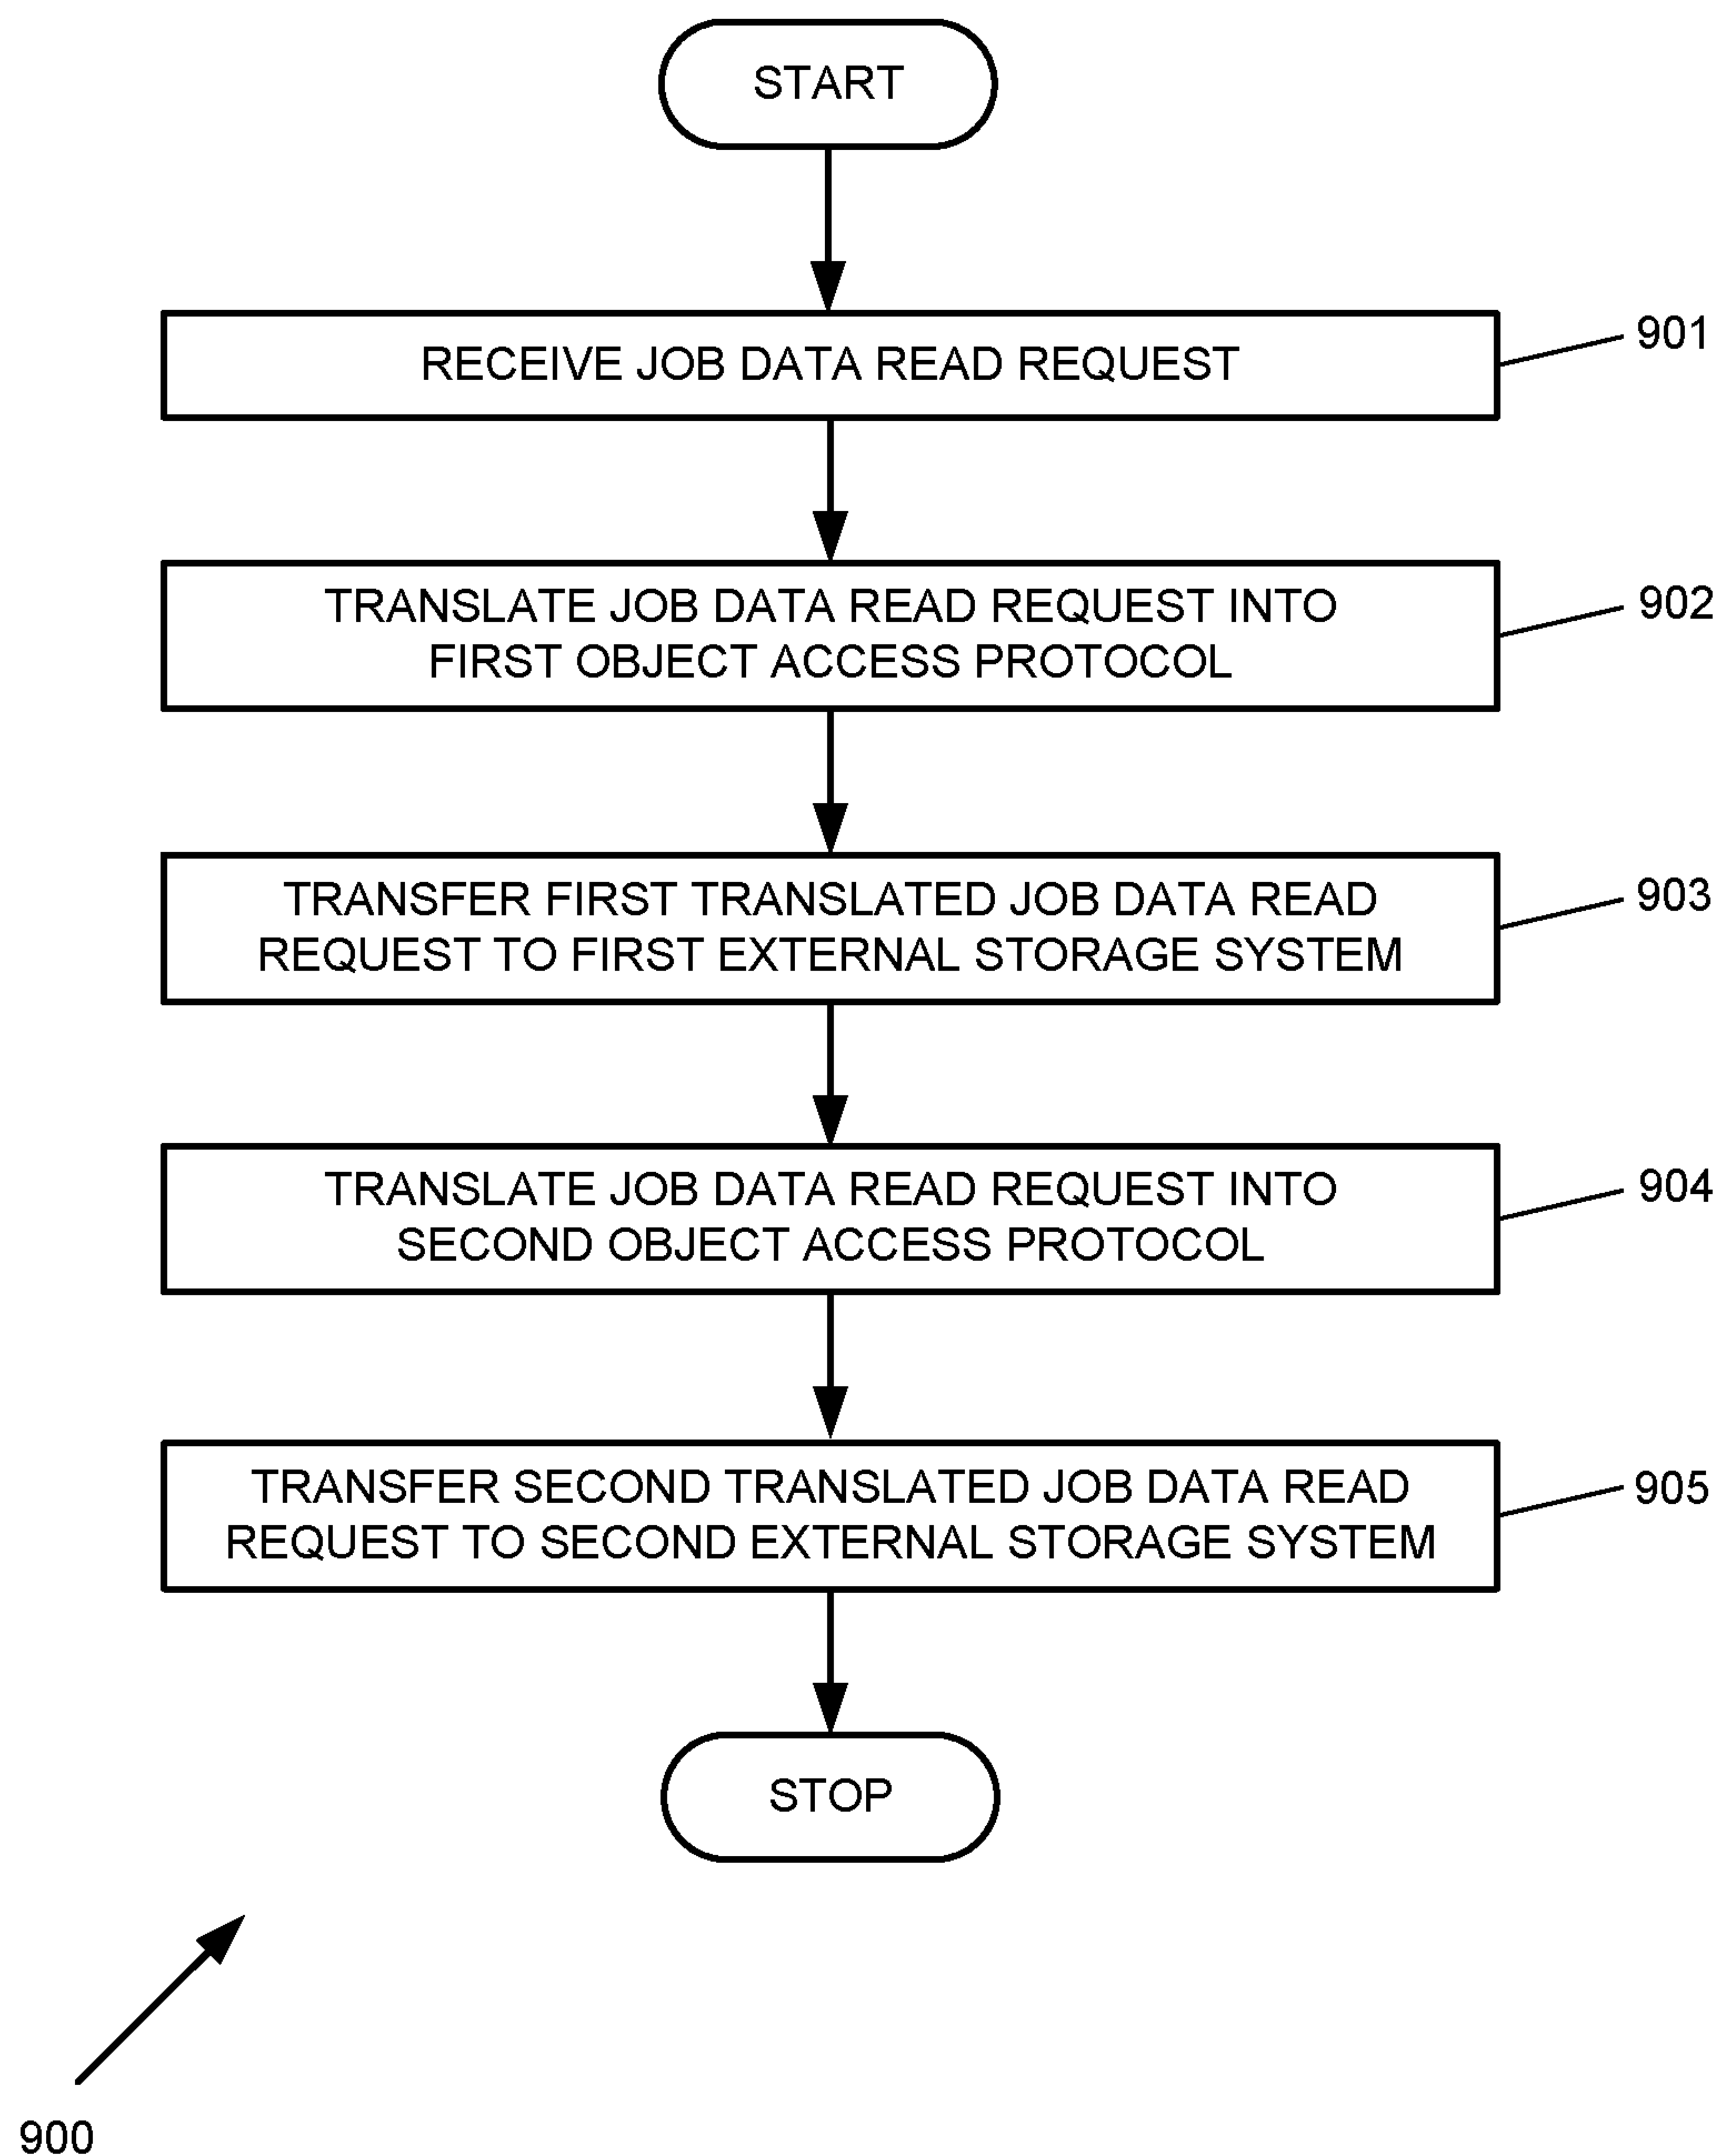 START
RECEIVE JOB DATA READ REQUEST
901
TRANSLATE JOB DATA READ REQUEST INTO
FIRST OBJECT ACCESS PROTOCOL
902
TRANSFER FIRST TRANSLATED JOB DATA READ
REQUEST TO FIRST EXTERNAL STORAGE SYSTEM
903
TRANSLATE JOB DATA READ REQUEST INTO
SECOND OBJECT ACCESS PROTOCOL
904
TRANSFER SECOND TRANSLATED JOB DATA READ
REQUEST TO SECOND EXTERNAL STORAGE SYSTEM
905
STOP
900